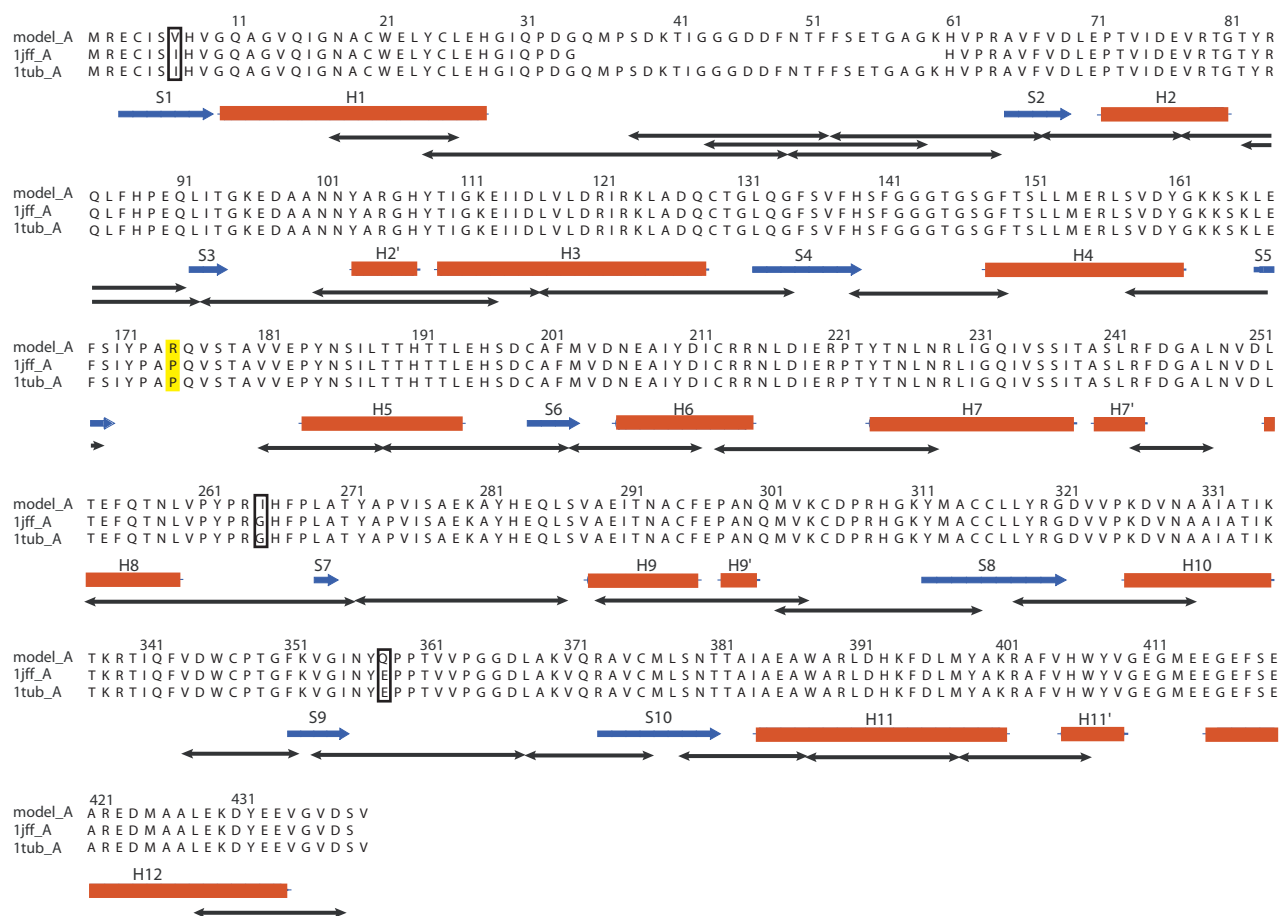 11 21 31 41 51 61 71 81
model_A M R E C I S V H V G Q A G V Q I G N A C W E L Y C L E H G I Q P D G Q M P S D K T I G G G D D F N T F F S E T G A G K H V P R A V F V D L E P T V I D E V R T G T Y R
1jff_A M R E C I S I H V G Q A G V Q I G N A C W E L Y C L E H G I Q P D G H V P R A V F V D L E P T V I D E V R T G T Y R
1tub_A M R E C I S I H V G Q A G V Q I G N A C W E L Y C L E H G I Q P D G Q M P S D K T I G G G D D F N T F F S E T G A G K H V P R A V F V D L E P T V I D E V R T G T Y R
S1 H1 S2 H2
91 101 111 121 131 141 151 161
model_A Q L F H P E Q L I T G K E D A A N N Y A R G H Y T I G K E I I D L V L D R I R K L A D Q C T G L Q G F S V F H S F G G G T G S G F T S L L M E R L S V D Y G K K S K L E
1jff_A Q L F H P E Q L I T G K E D A A N N Y A R G H Y T I G K E I I D L V L D R I R K L A D Q C T G L Q G F S V F H S F G G G T G S G F T S L L M E R L S V D Y G K K S K L E
1tub_A Q L F H P E Q L I T G K E D A A N N Y A R G H Y T I G K E I I D L V L D R I R K L A D Q C T G L Q G F S V F H S F G G G T G S G F T S L L M E R L S V D Y G K K S K L E
S3 H2' H3 S4 H4 S5
171 181 191 201 211 221 231 241 251
model_A F S I Y P A R Q V S T A V V E P Y N S I L T T H T T L E H S D C A F M V D N E A I Y D I C R R N L D I E R P T Y T N L N R L I G Q I V S S I T A S L R F D G A L N V D L
1jff_A F S I Y P A P Q V S T A V V E P Y N S I L T T H T T L E H S D C A F M V D N E A I Y D I C R R N L D I E R P T Y T N L N R L I G Q I V S S I T A S L R F D G A L N V D L
1tub_A F S I Y P A P Q V S T A V V E P Y N S I L T T H T T L E H S D C A F M V D N E A I Y D I C R R N L D I E R P T Y T N L N R L I G Q I V S S I T A S L R F D G A L N V D L
H5 S6 H6 H7 H7'
261 271 281 291 301 311 321 331
model_A T E F Q T N L V P Y P R I H F P L A T Y A P V I S A E K A Y H E Q L S V A E I T N A C F E P A N Q M V K C D P R H G K Y M A C C L L Y R G D V V P K D V N A A I A T I K
1jff_A T E F Q T N L V P Y P R G H F P L A T Y A P V I S A E K A Y H E Q L S V A E I T N A C F E P A N Q M V K C D P R H G K Y M A C C L L Y R G D V V P K D V N A A I A T I K
1tub_A T E F Q T N L V P Y P R G H F P L A T Y A P V I S A E K A Y H E Q L S V A E I T N A C F E P A N Q M V K C D P R H G K Y M A C C L L Y R G D V V P K D V N A A I A T I K
H8 S7 H9 H9' S8 H10
341 351 361 371 381 391 401 411
model_A T K R T I Q F V D W C P T G F K V G I N Y Q P P T V V P G G D L A K V Q R A V C M L S N T T A I A E A W A R L D H K F D L M Y A K R A F V H W Y V G E G M E E G E F S E
1jff_A T K R T I Q F V D W C P T G F K V G I N Y E P P T V V P G G D L A K V Q R A V C M L S N T T A I A E A W A R L D H K F D L M Y A K R A F V H W Y V G E G M E E G E F S E
1tub_A T K R T I Q F V D W C P T G F K V G I N Y E P P T V V P G G D L A K V Q R A V C M L S N T T A I A E A W A R L D H K F D L M Y A K R A F V H W Y V G E G M E E G E F S E
S9 S10 H11 H11'
421 431
model_A A R E D M A A L E K D Y E E V G V D S V
1jff_A A R E D M A A L E K D Y E E V G V D S
1tub_A A R E D M A A L E K D Y E E V G V D S V
H12